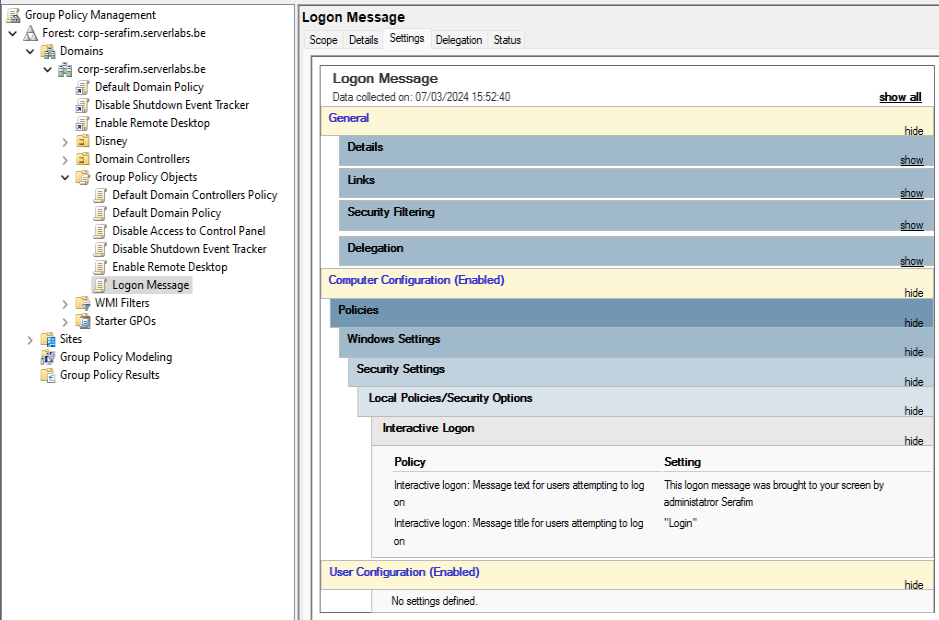 Group Policy Management
Forest: corp-serafim.serverlabs.be
Domains
corp-serafim.serverlabs.be
Default Domain Policy
Disable Shutdown Event Tracker
Enable Remote Desktop
Disney
Domain Controllers
Group Policy Objects
Default Domain Controllers Policy
Default Domain Policy
Disable Access to Control Panel
Disable Shutdown Event Tracker
Enable Remote Desktop
Logon Message
WMI Filters
Starter GPOs
Sites
Group Policy Modeling
Group Policy Results
Logon Message
Scope Details Settings Delegation Status
Logon Message
Data collected on: 07/03/2024 15:52:40 show all
General hide
Details show
Links show
Security Filtering show
Delegation show
Computer Configuration (Enabled) hide
Policies hide
Windows Settings hide
Security Settings hide
Local Policies/Security Options hide
Interactive Logon hide
Policy Setting
Interactive logon: Message text for users attempting to log This logon message was brought to your screen by
on administatror Serafim
Interactive logon: Message title for users attempting to log "Login"
on
User Configuration (Enabled) hide
No settings defined.